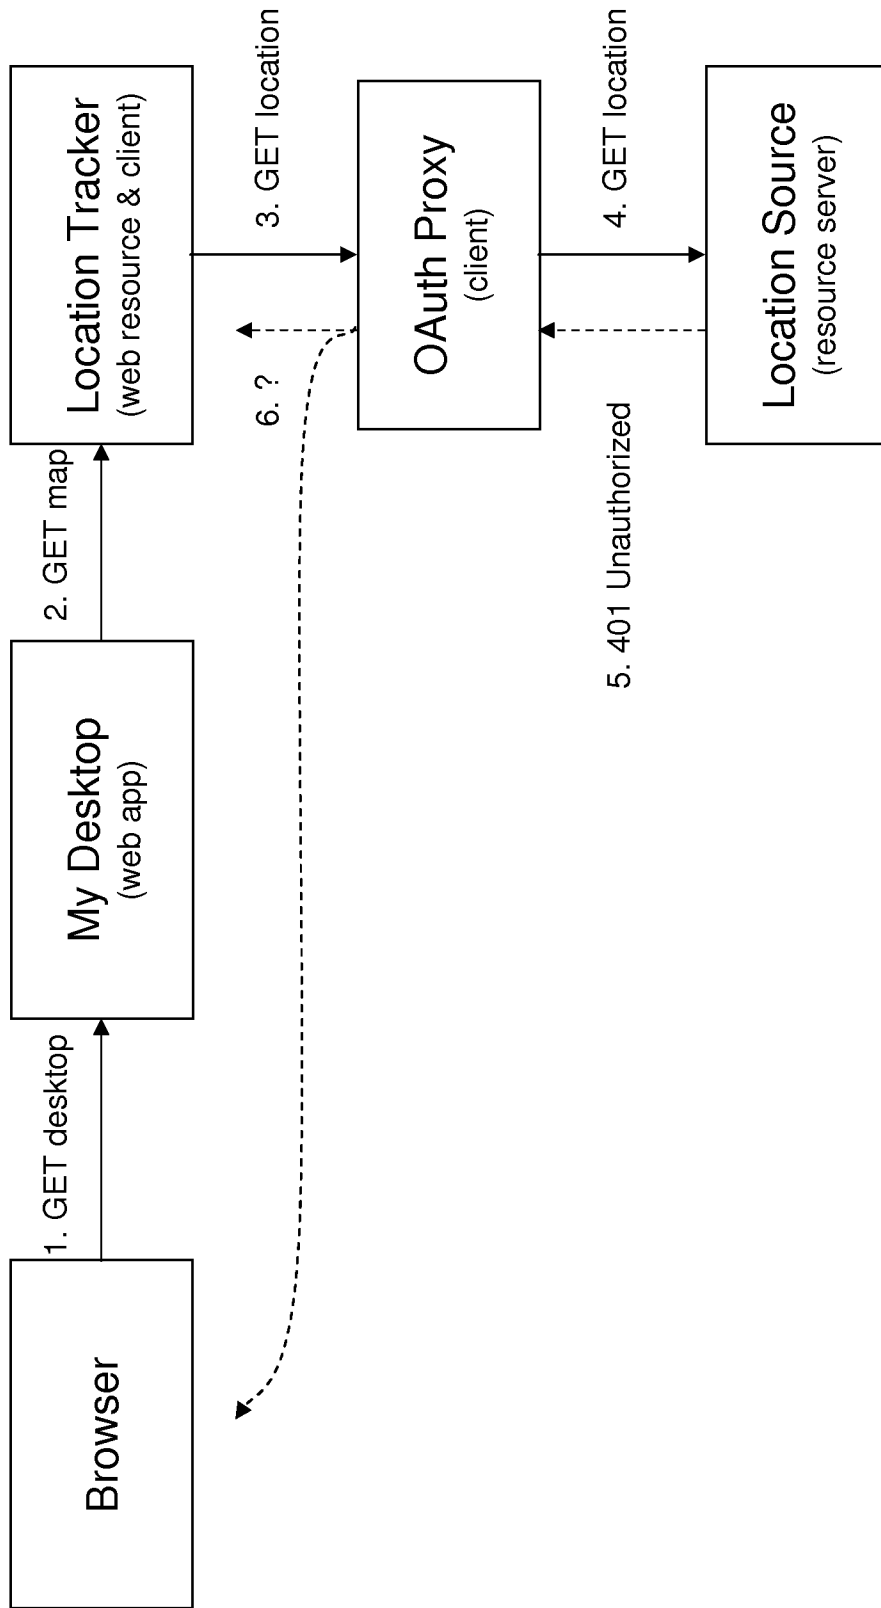 Browser
1. GET desktop
My Desktop
(web app)
2. GET map
Location Tracker
(web resource & client)
3. GET location
6. ?
OAuth Proxy
(client)
4. GET location
5. 401 Unauthorized
Location Source
(resource server)